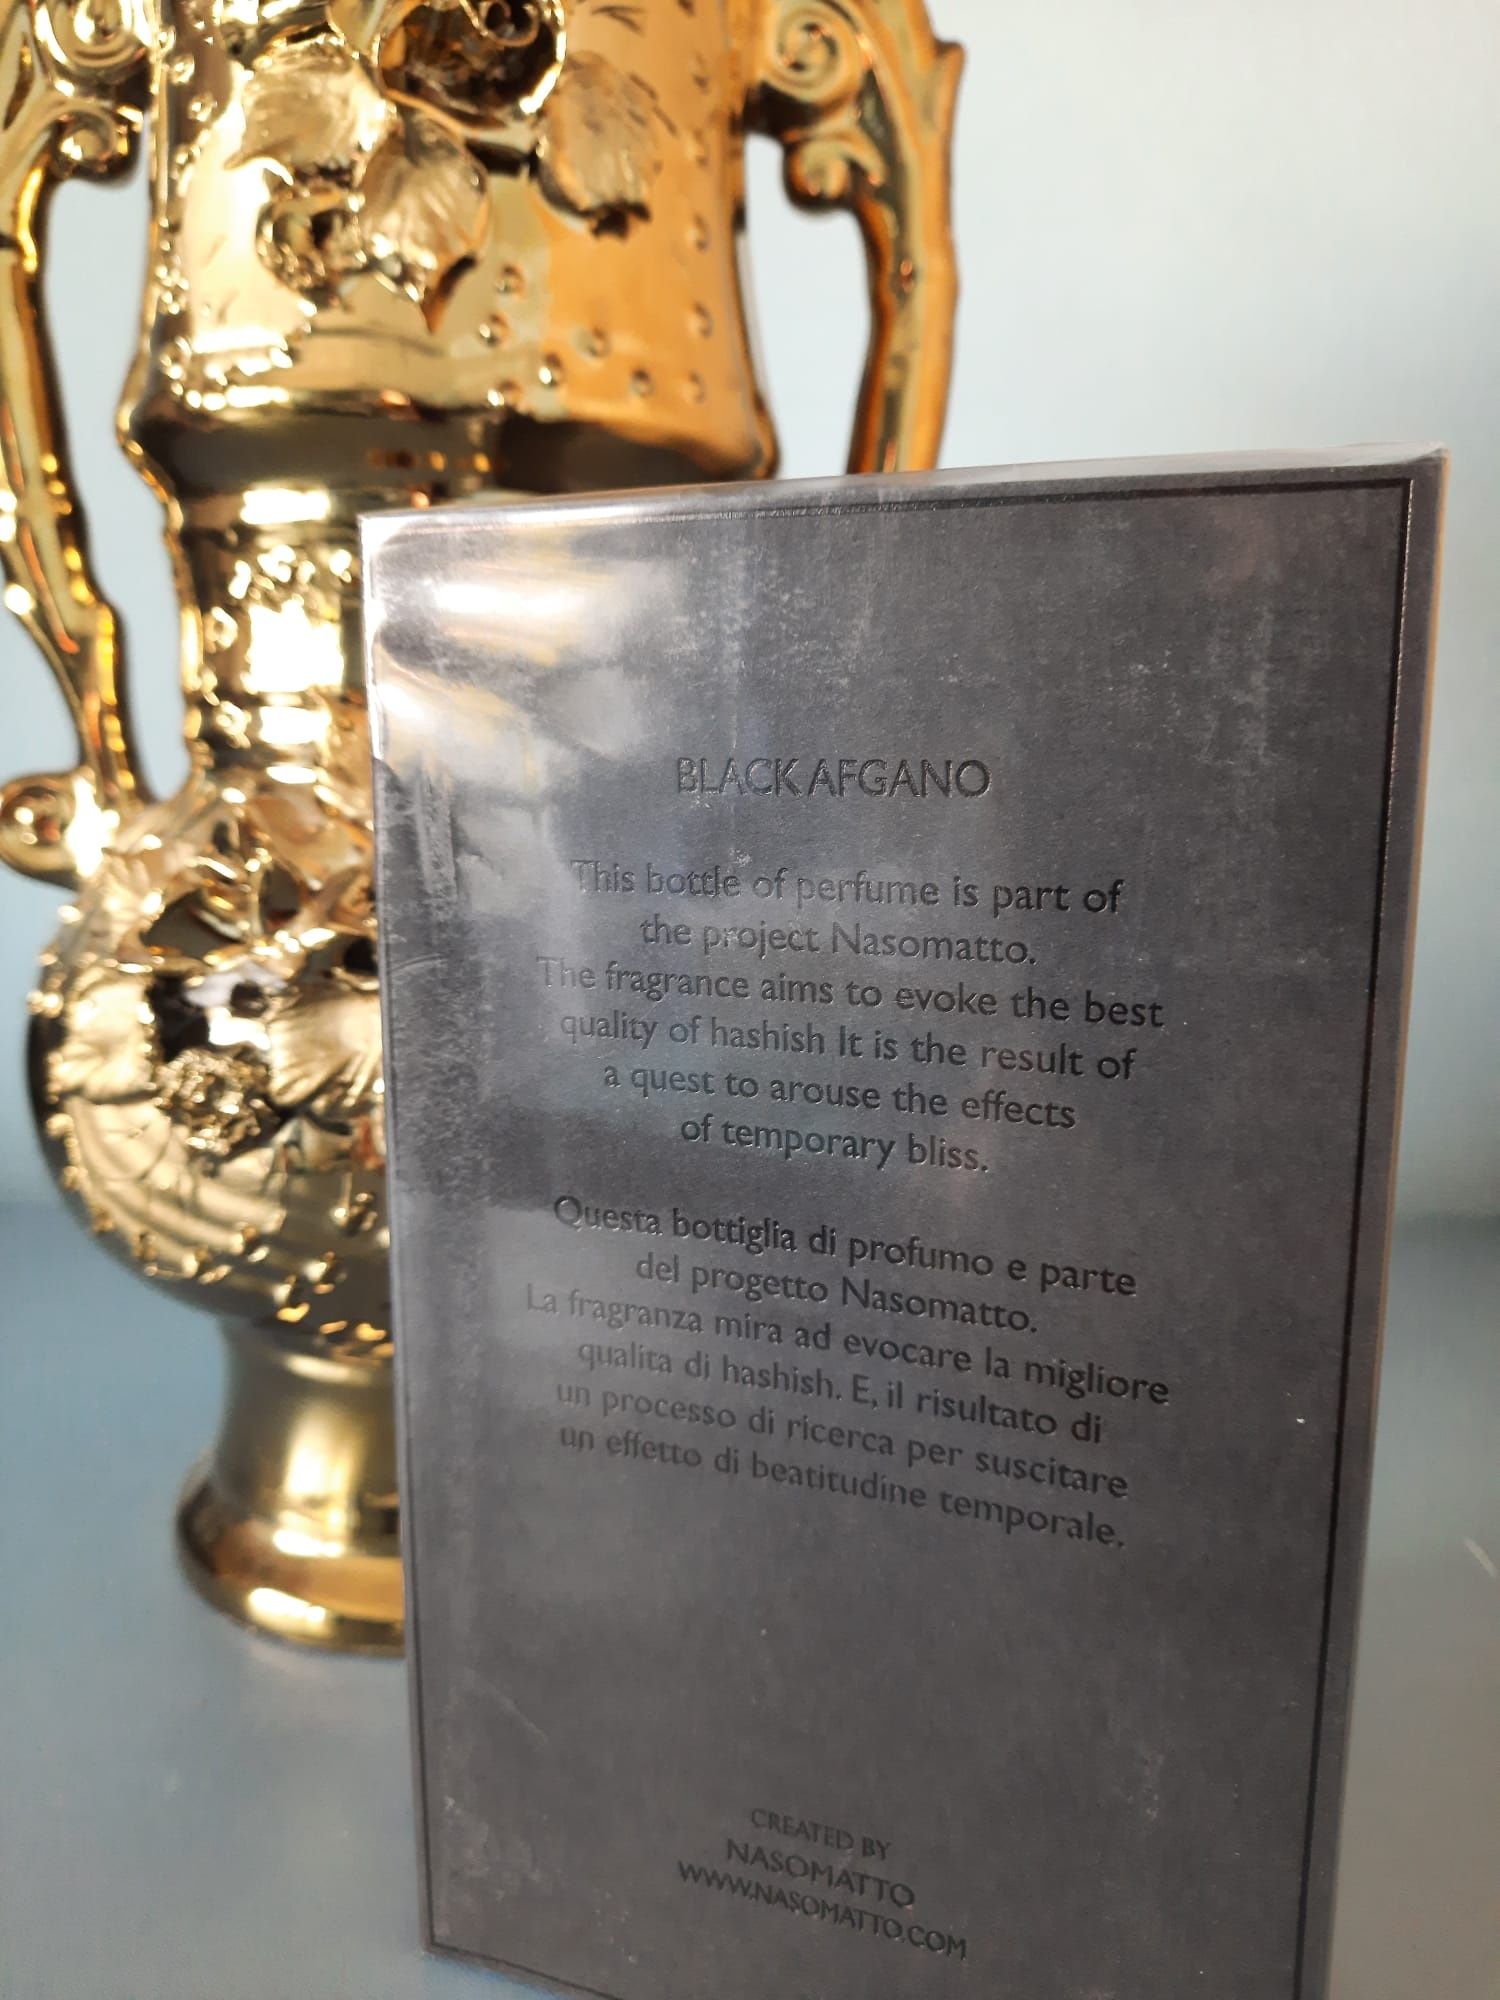 BLACK AFGANO
This bottle of perfume is part of
the project Nasomatto.
The fragrance aims to evoke the best
quality of hashish It is the result of
a quest to arouse the effects
of temporary bliss.
Questa bottiglia di profumo e parte
del progetto Nasomatto.
La fragranza mira ad evocare la migliore
qualita di hashish. E, il risultato di
un processo di ricerca per suscitare
un effetto di beatitudine temporale.
CREATED BY
NASOMATTO
WWW.NASOMATTO.COM